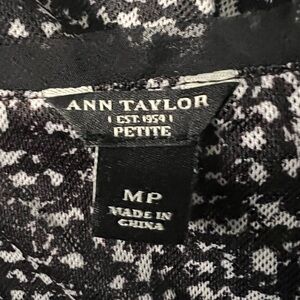 ANN TAYLOR
EST. 1954
PETITE
MP
MADE IN
CHINA